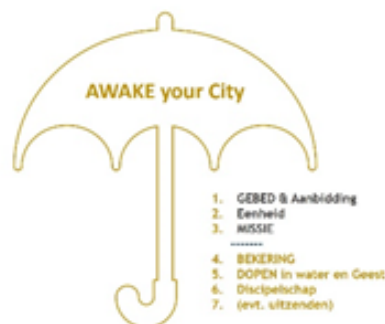 AWAKE your City
1. GEBED & Aanbidding
2. Eenheid
3. MISSIE
-------
4. BEKERING
5. DOPEN in water en Geest
6. Discipelschap
7. (evt. uitzenden)